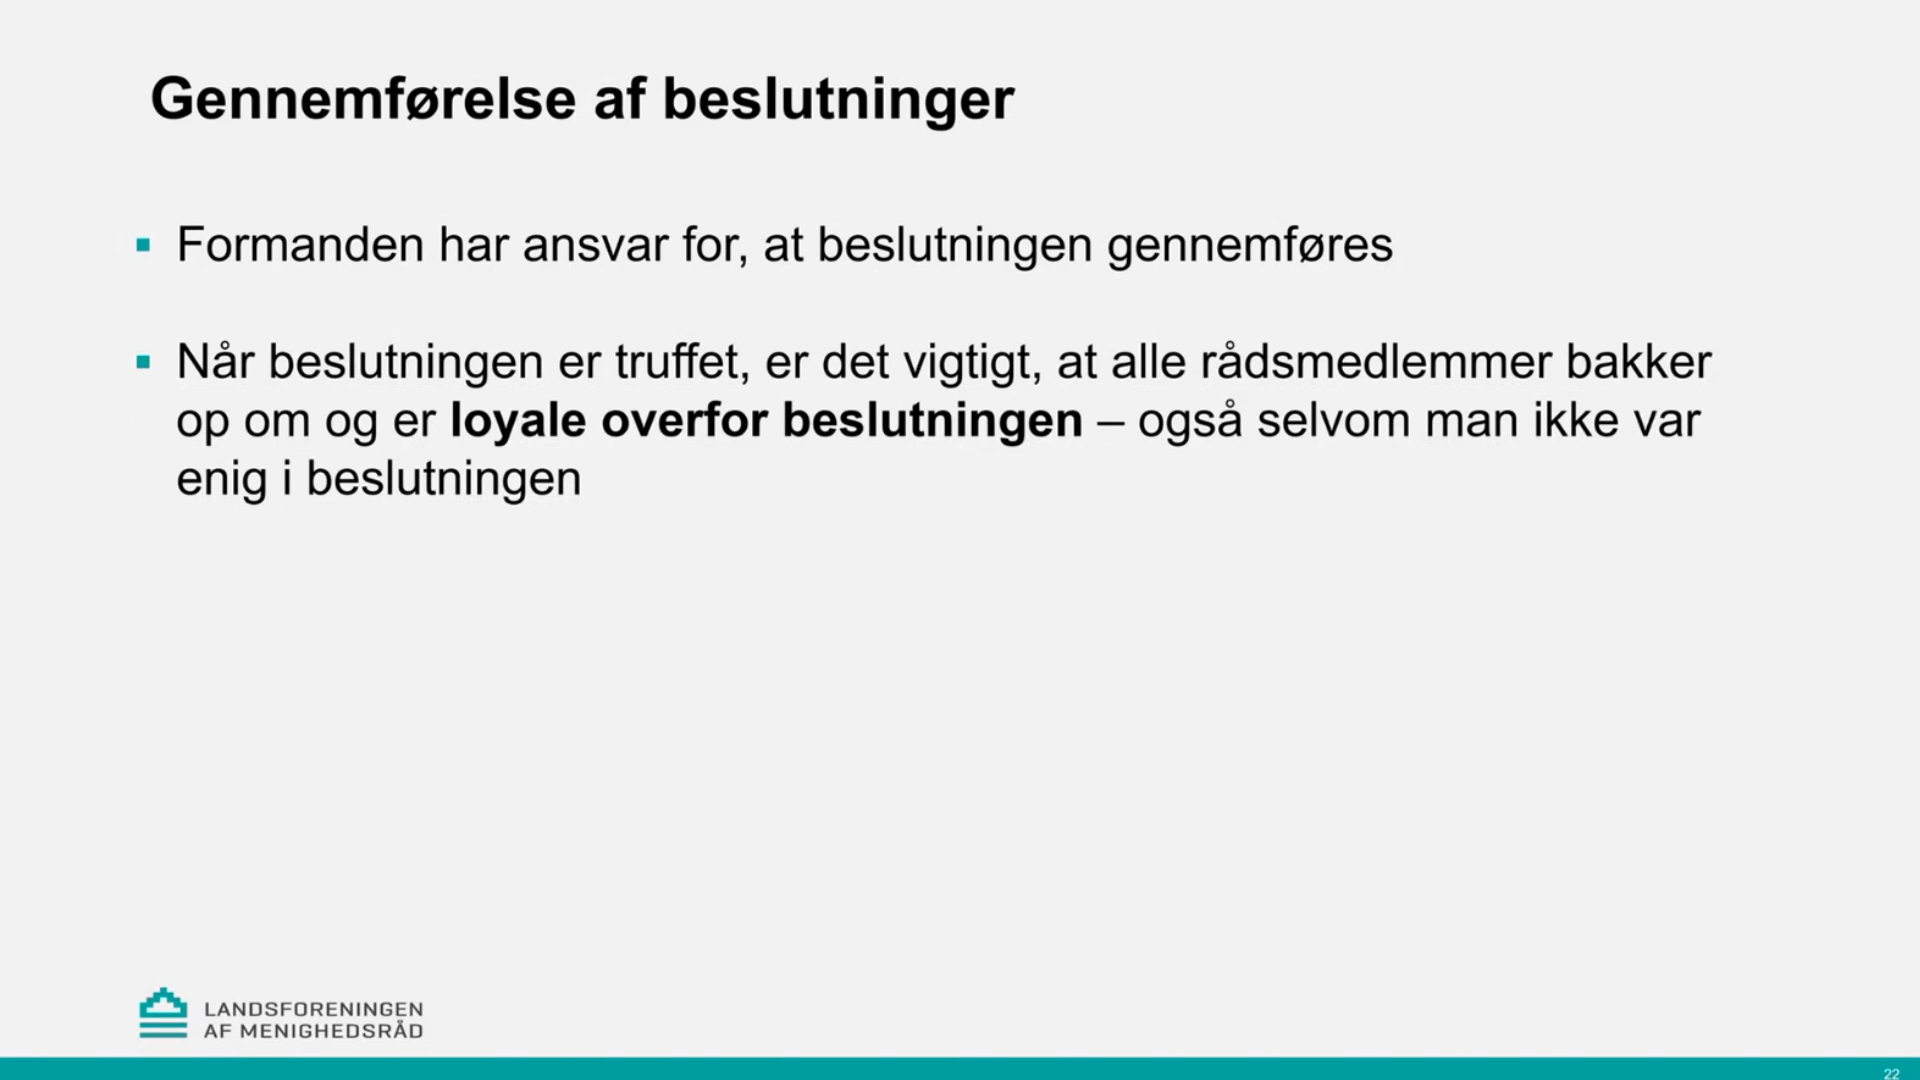 Gennemførelse af beslutninger
▪ Formanden har ansvar for, at beslutningen gennemføres
▪ Når beslutningen er truffet, er det vigtigt, at alle rådsmedlemmer bakker
op om og er loyale overfor beslutningen – også selvom man ikke var
enig i beslutningen
LANDSFORENINGEN
AF MENIGHEDSRÅD
22